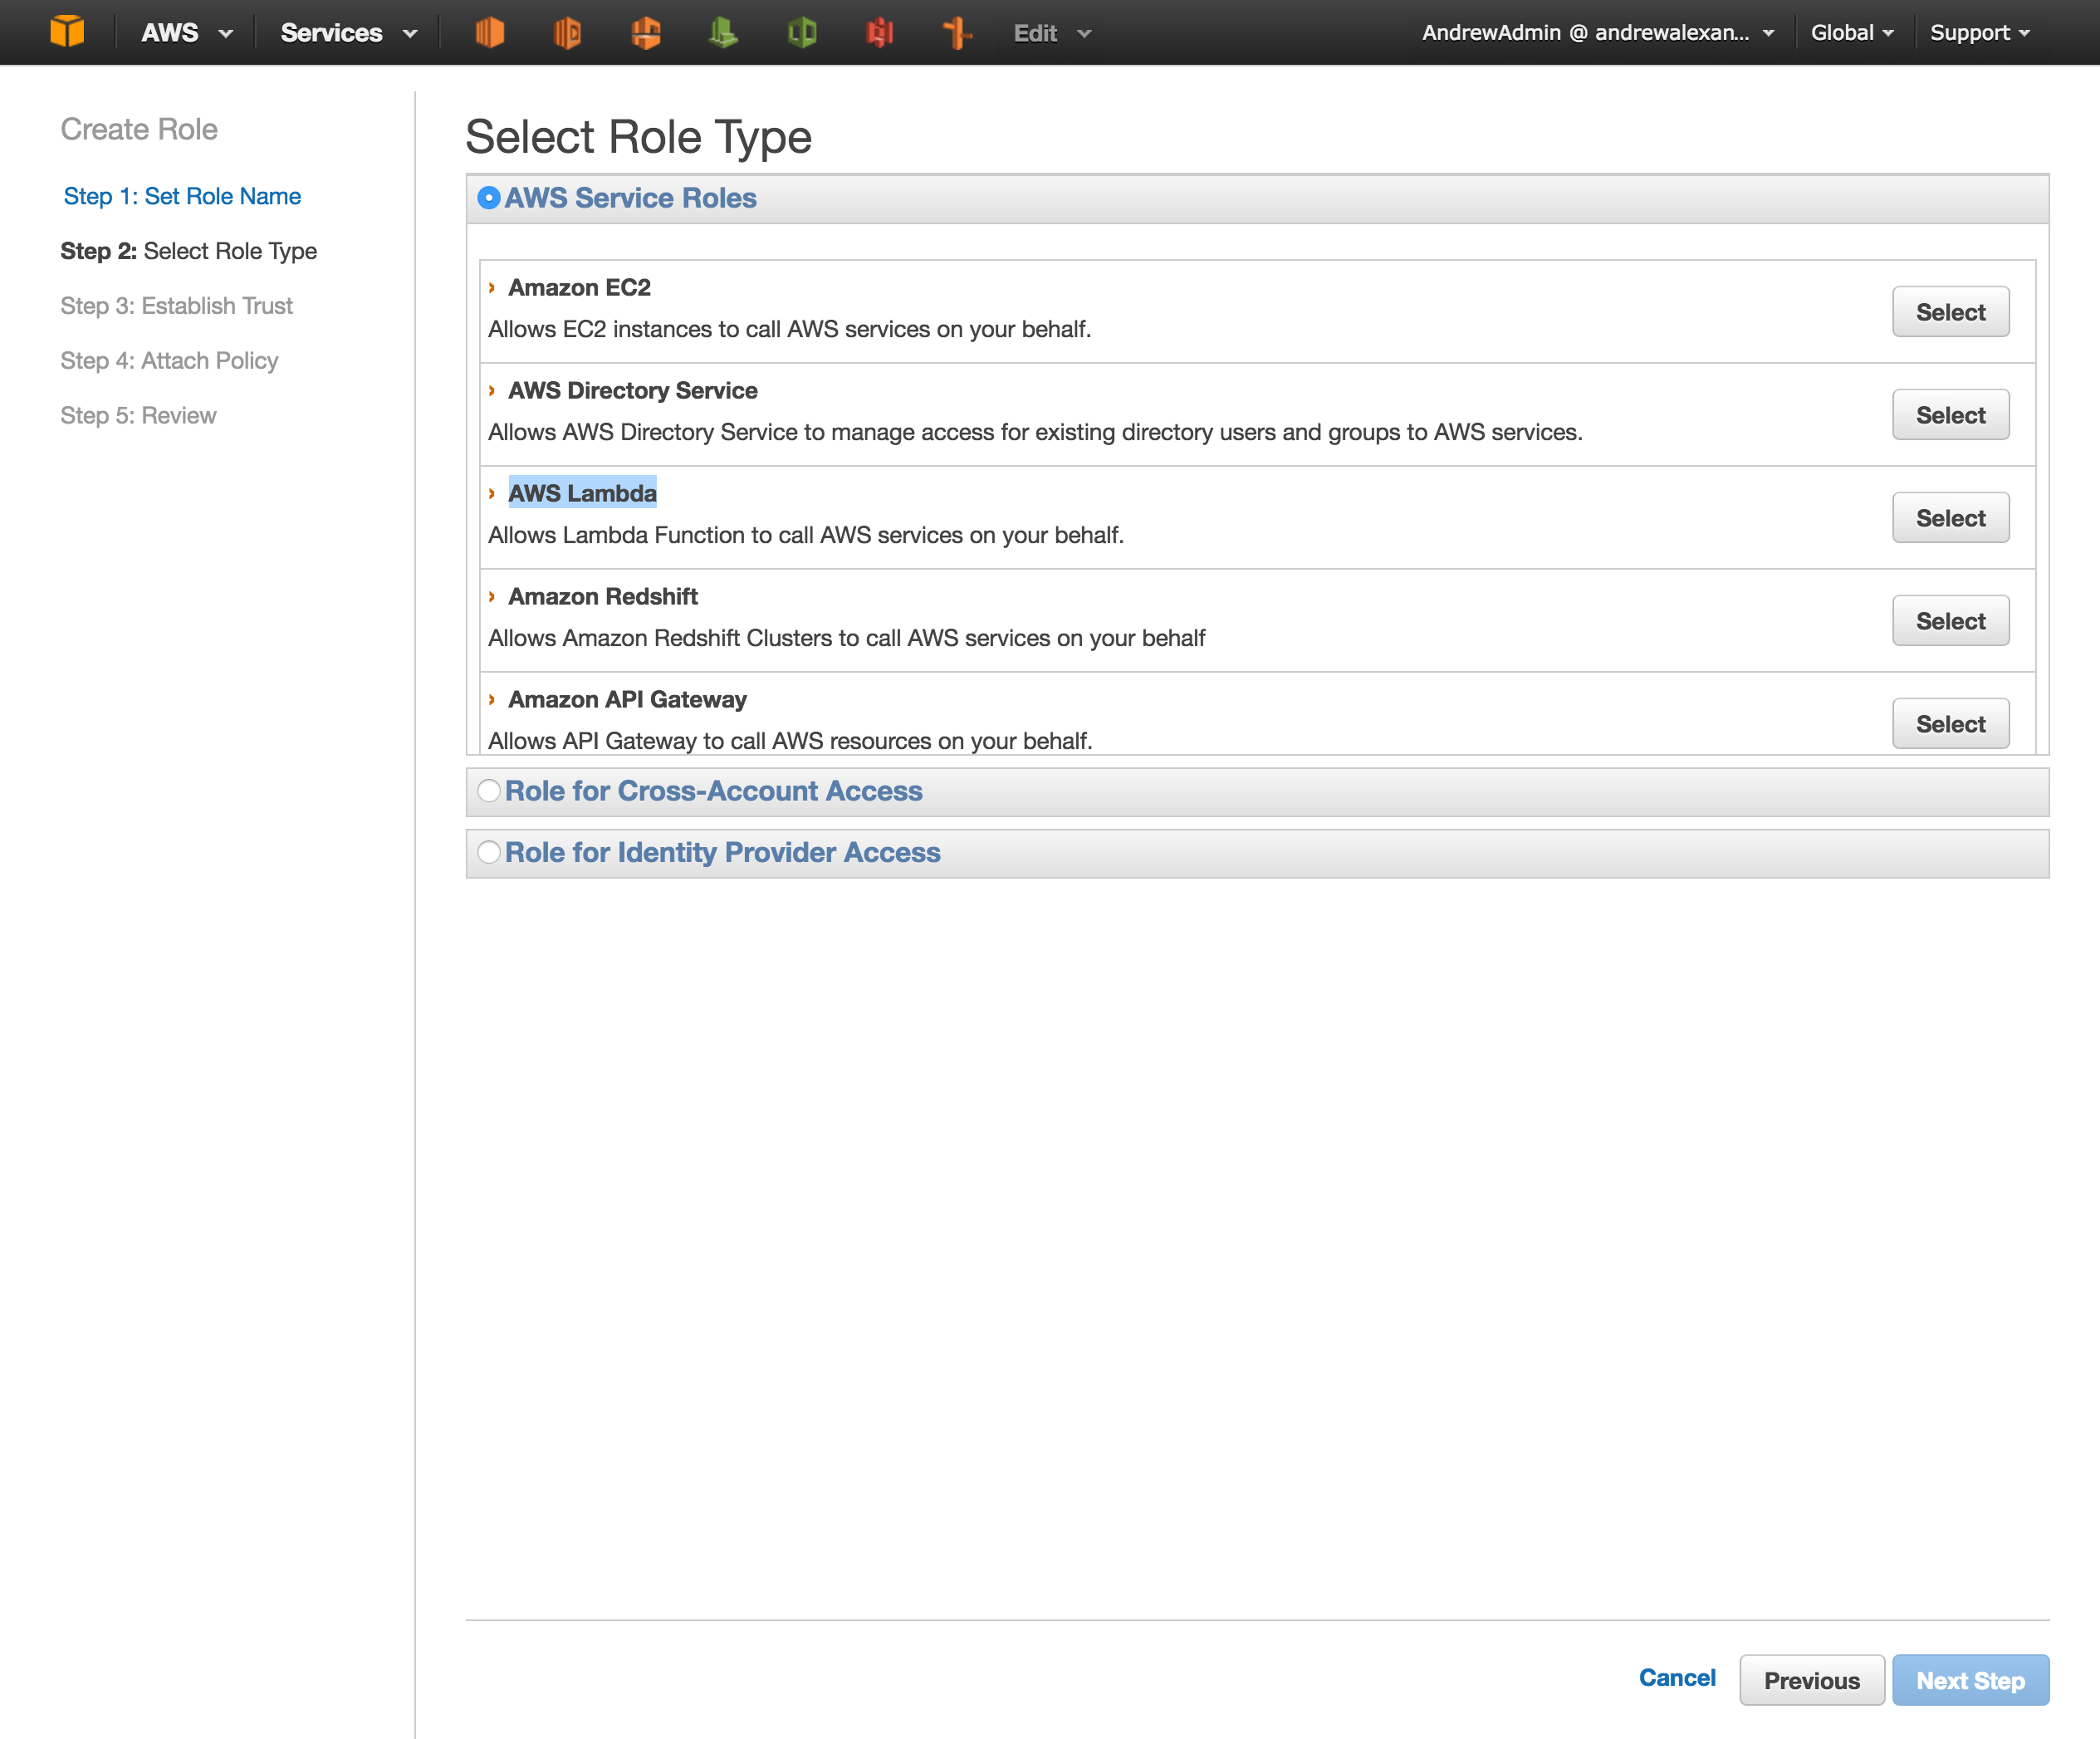 AWS Services Edit AndrewAdmin @ andrewalexan... Global Support
Create Role
Step 1: Set Role Name
Step 2: Select Role Type
Step 3: Establish Trust
Step 4: Attach Policy
Step 5: Review
Select Role Type
AWS Service Roles
Amazon EC2
Allows EC2 instances to call AWS services on your behalf.
Select
AWS Directory Service
Allows AWS Directory Service to manage access for existing directory users and groups to AWS services.
Select
AWS Lambda
Allows Lambda Function to call AWS services on your behalf.
Select
Amazon Redshift
Allows Amazon Redshift Clusters to call AWS services on your behalf
Select
Amazon API Gateway
Allows API Gateway to call AWS resources on your behalf.
Select
Role for Cross-Account Access
Role for Identity Provider Access
Cancel Previous Next Step